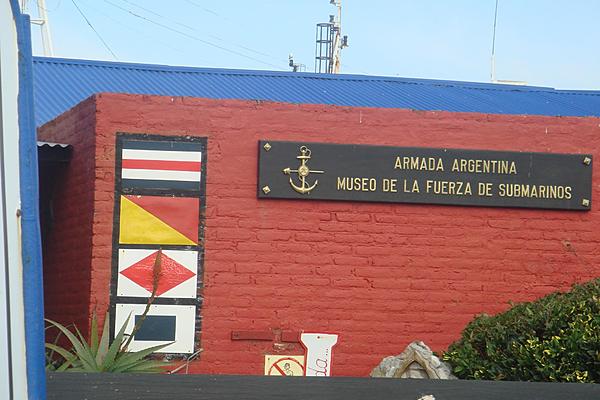 ARMADA ARGENTINA
MUSEO DE LA FUERZA DE SUBMARINOS